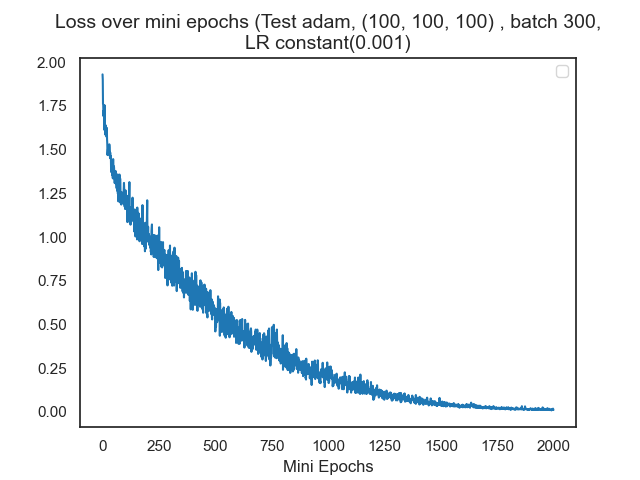 Loss over mini epochs (Test adam, (100, 100, 100) , batch 300,
LR constant(0.001)
2.00
1.75
1.50
1.25
1.00
0.75
0.50
0.25
0.00
0 250 500 750 1000 1250 1500 1750 2000
Mini Epochs